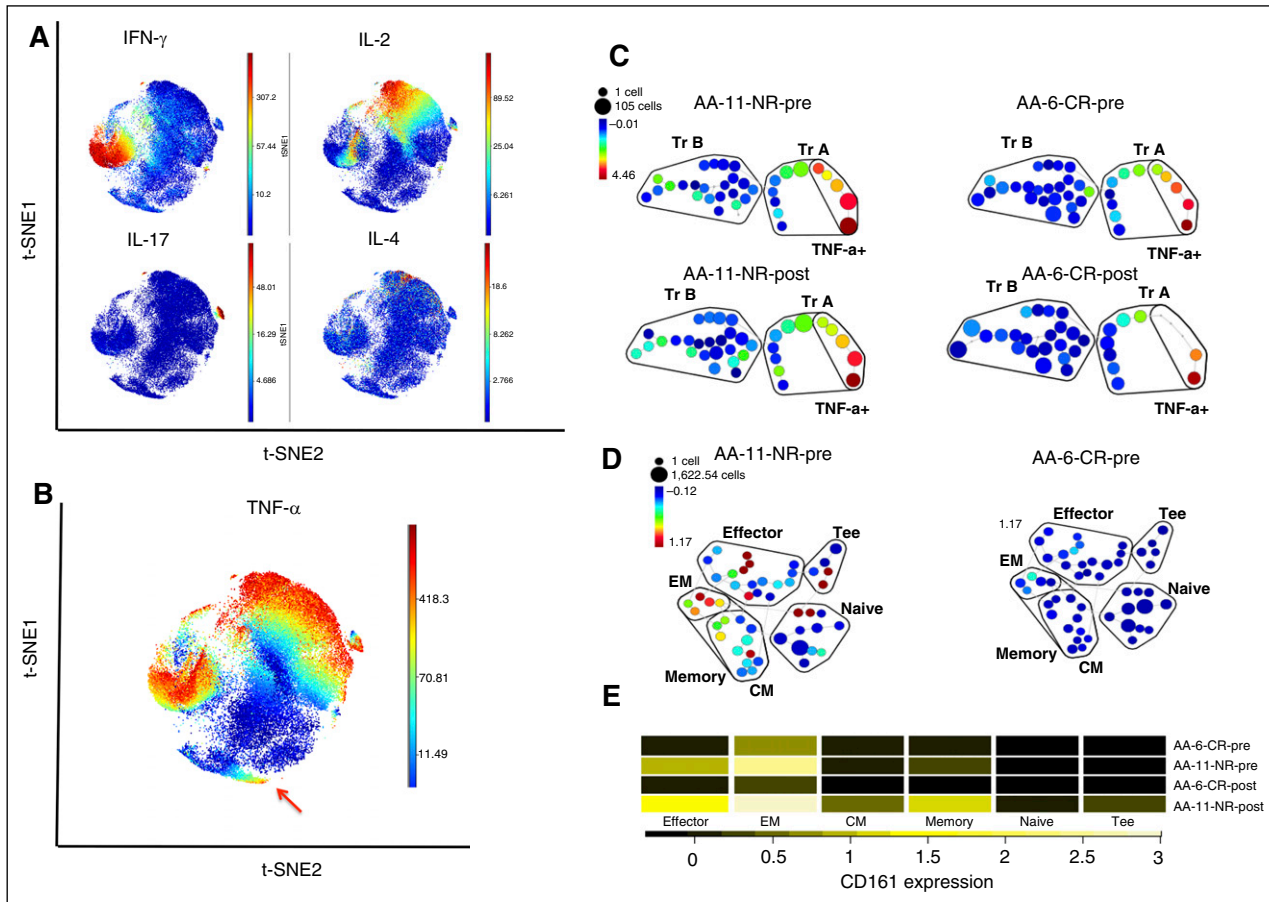 A
IFN-γ
IL-2
307.2
57.44
10.2
tSNE1
89.52
25.04
6.261
IL-17
IL-4
48.01
16.29
4.686
tSNE1
18.6
8.262
2.766
t-SNE1
t-SNE2
B
TNF-α
418.3
70.81
11.49
t-SNE1
t-SNE2
C
1 cell
105 cells
−0.01
4.46
AA-11-NR-pre
Tr B
Tr A
TNF-a+
AA-6-CR-pre
Tr B
Tr A
TNF-a+
AA-11-NR-post
Tr B
Tr A
TNF-a+
AA-6-CR-post
Tr B
Tr A
TNF-a+
D
1 cell
1,622.54 cells
−0.12
1.17
AA-11-NR-pre
Effector
Tee
EM
Naive
Memory
CM
AA-6-CR-pre
1.17
Effector
Tee
EM
Naive
Memory
CM
E
AA-6-CR-pre
AA-11-NR-pre
AA-6-CR-post
AA-11-NR-post
Effector EM CM Memory Naive Tee
0 0.5 1 1.5 2 2.5 3
CD161 expression